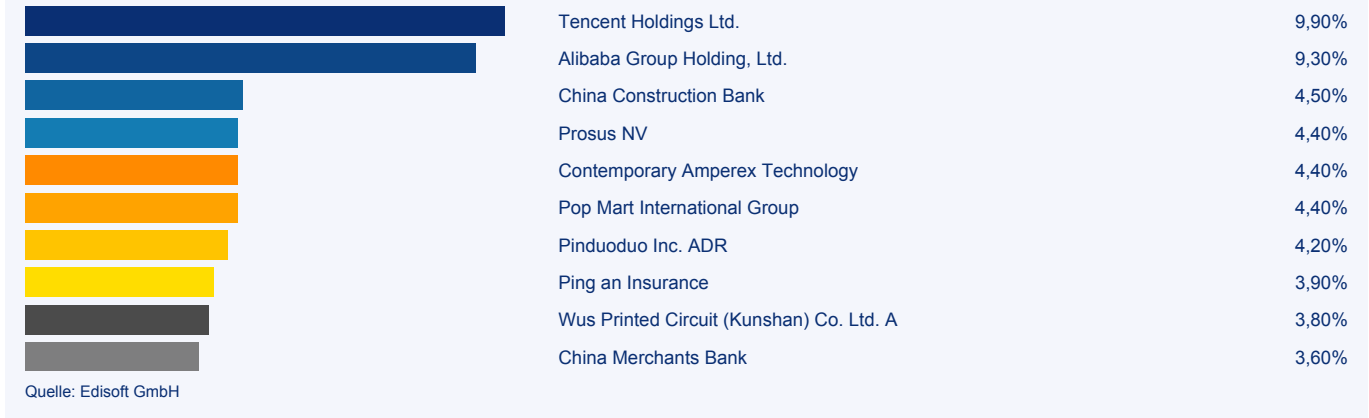 Tencent Holdings Ltd. 9,90%
Alibaba Group Holding, Ltd. 9,30%
China Construction Bank 4,50%
Prosus NV 4,40%
Contemporary Amperex Technology 4,40%
Pop Mart International Group 4,40%
Pinduoduo Inc. ADR 4,20%
Ping an Insurance 3,90%
Wus Printed Circuit (Kunshan) Co. Ltd. A 3,80%
China Merchants Bank 3,60%
Quelle: Edisoft GmbH